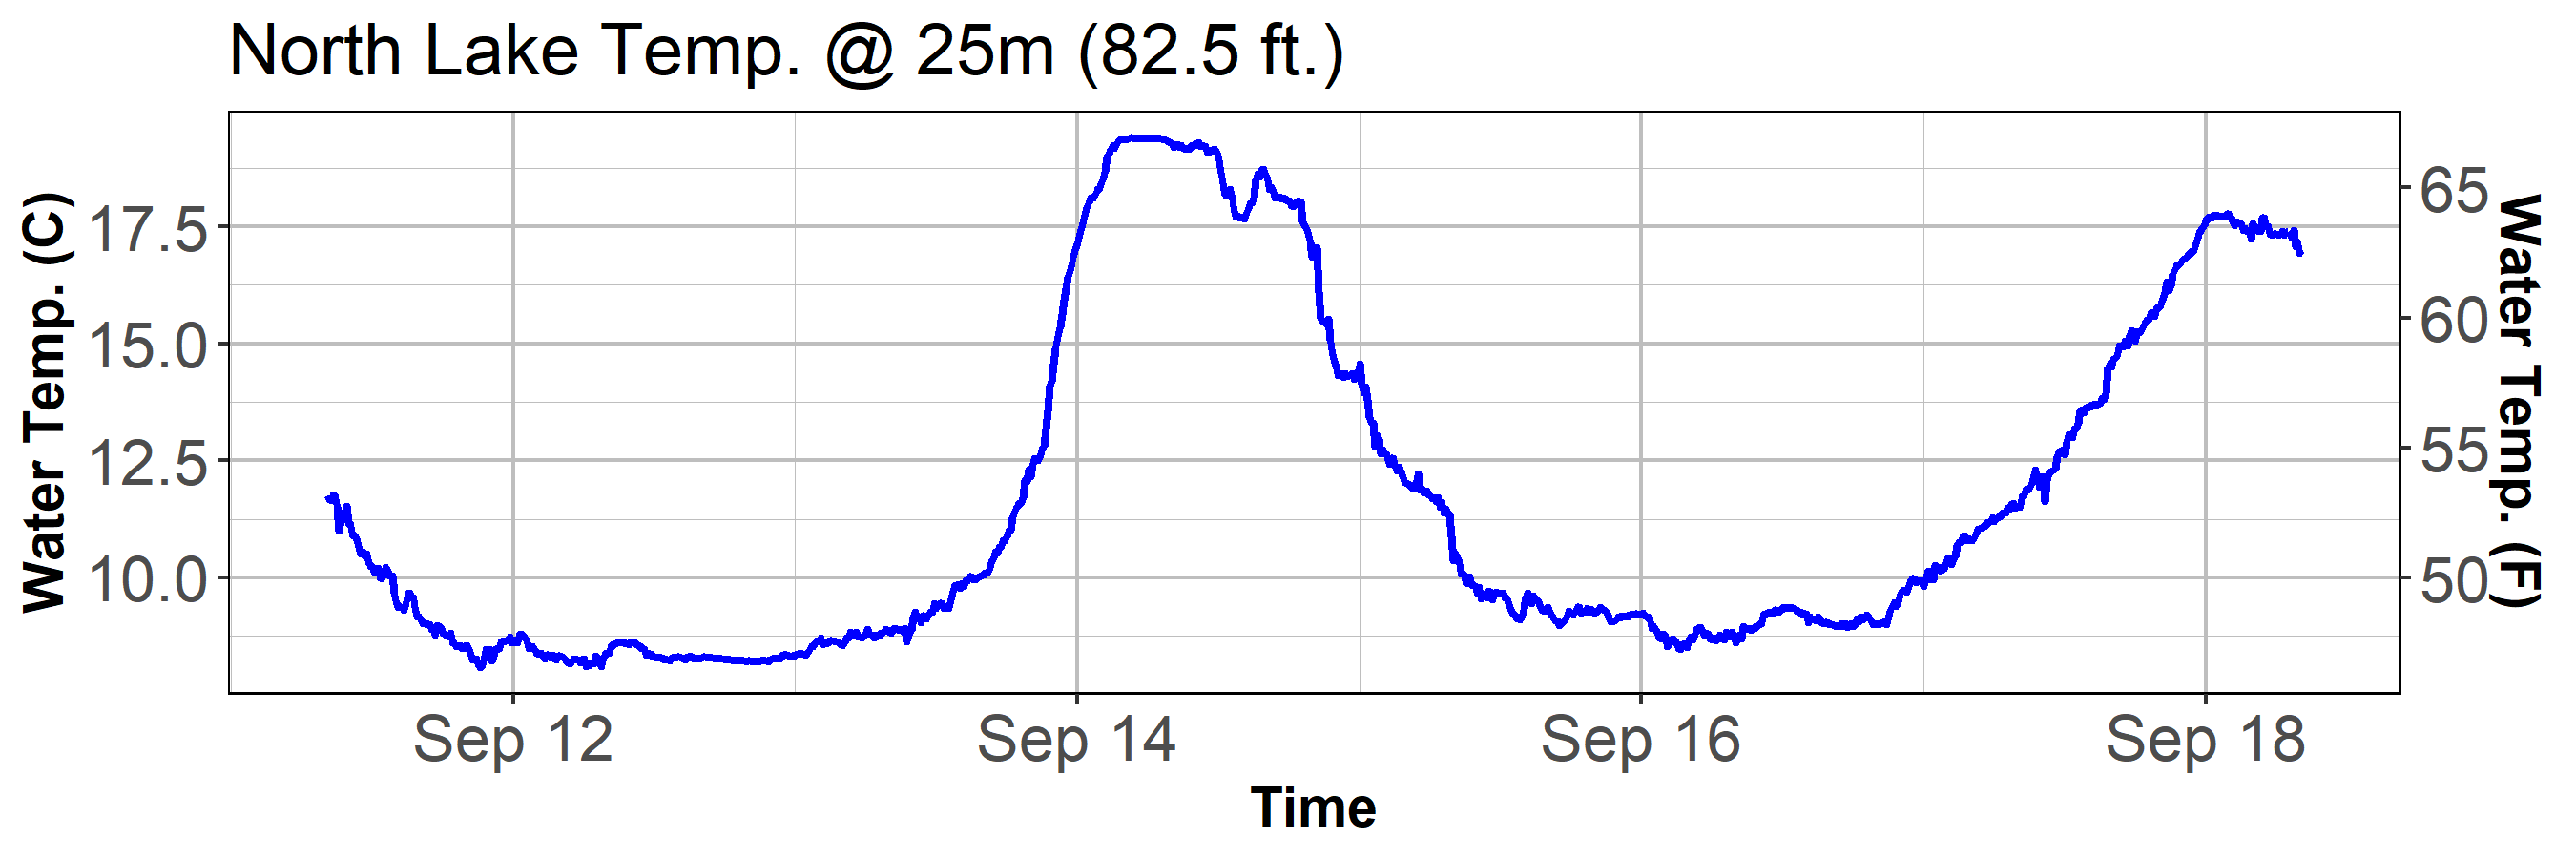 North Lake Temp. @ 25m (82.5 ft.)
Water Temp. (C)
17.5
15.0
12.5
10.0
65
60
55
50
Water Temp. (F)
Sep 12
Sep 14
Sep 16
Sep 18
Time